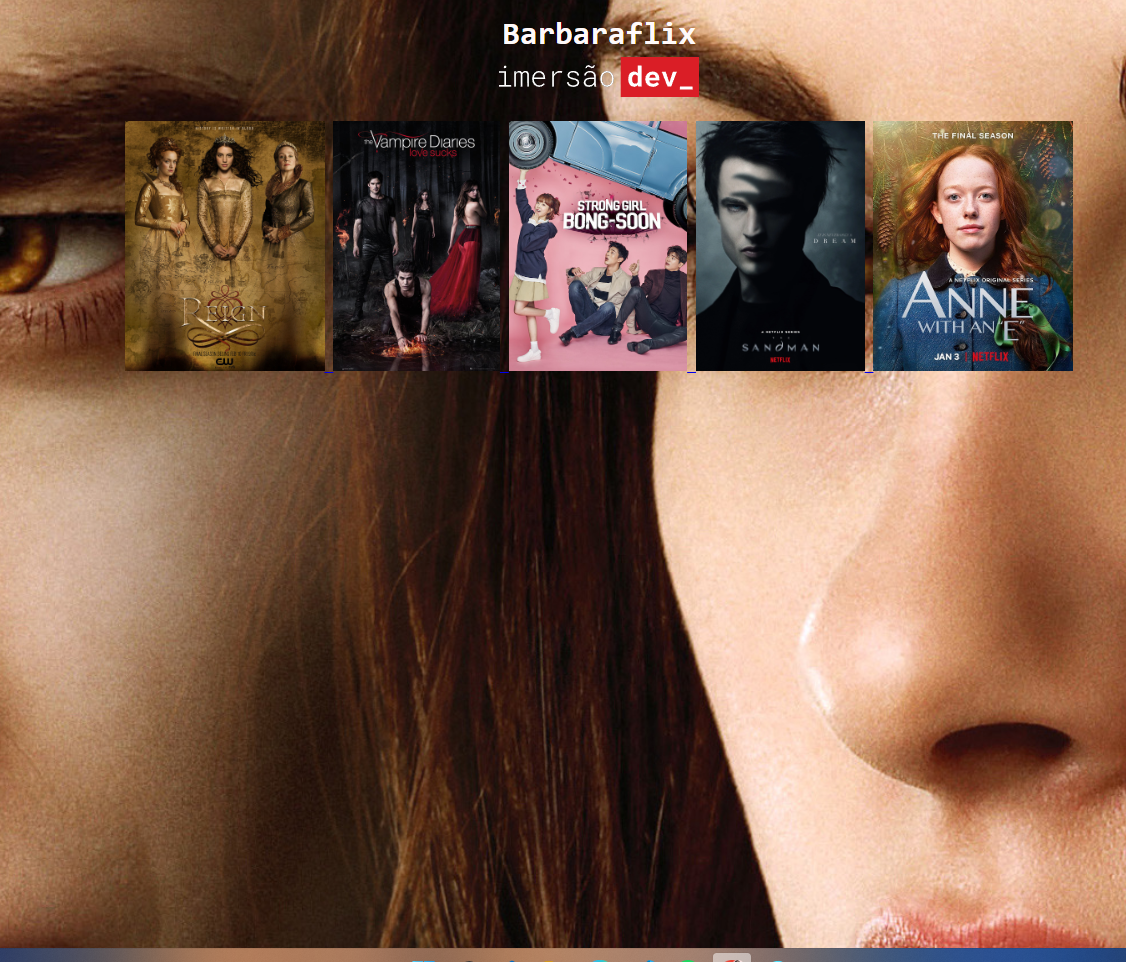 Barbaraflix
imersão dev_
REIGN
CW
the Vampire Diaries
love sucks
STRONG GIRL
BONG-SOON
DREAM
A NETFLIX SERIES
THE
SANDMAN
NETFLIX
THE FINAL SEASON
A NETFLIX ORIGINAL SERIES
ANNE
WITH AN "E"
JAN 3 | NETFLIX